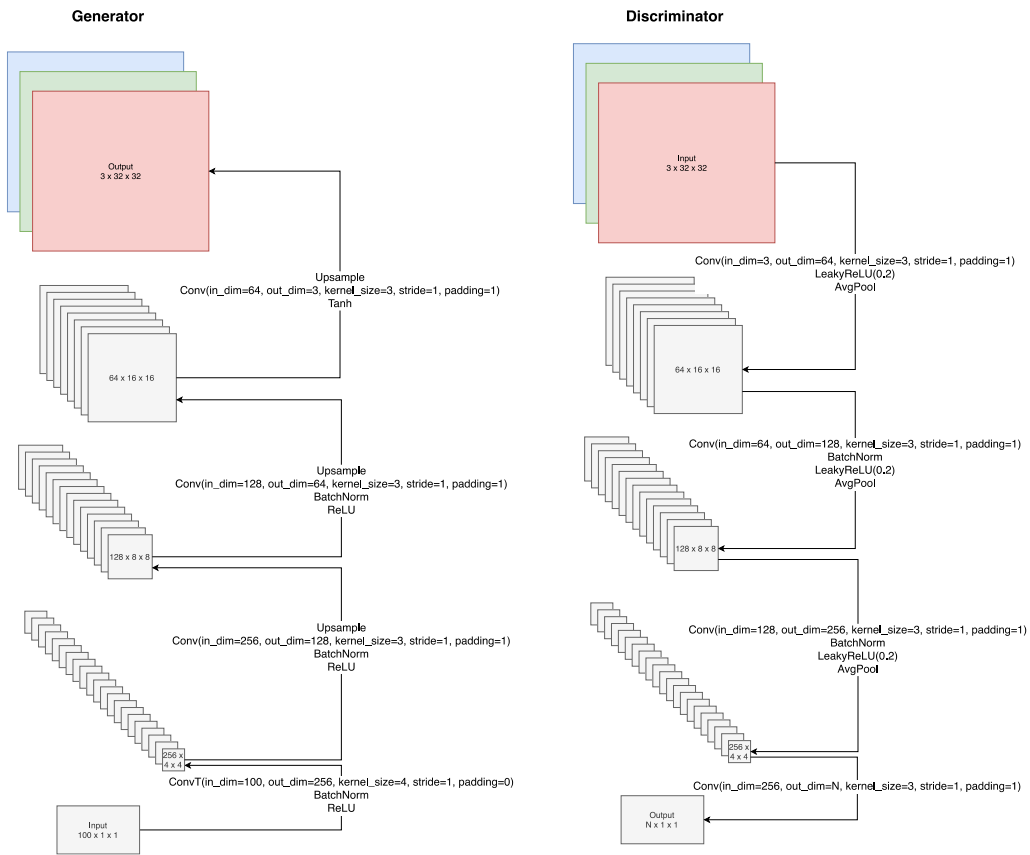 Generator
Output
3 x 32 x 32
Upsample
Conv(in_dim=64, out_dim=3, kernel_size=3, stride=1, padding=1)
Tanh
64 x 16 x 16
Upsample
Conv(in_dim=128, out_dim=64, kernel_size=3, stride=1, padding=1)
BatchNorm
ReLU
128 x 8 x 8
Upsample
Conv(in_dim=256, out_dim=128, kernel_size=3, stride=1, padding=1)
BatchNorm
ReLU
256 x
4 x 4
ConvT(in_dim=100, out_dim=256, kernel_size=4, stride=1, padding=0)
BatchNorm
ReLU
Input
100 x 1 x 1
Discriminator
Input
3 x 32 x 32
Conv(in_dim=3, out_dim=64, kernel_size=3, stride=1, padding=1)
LeakyReLU(0.2)
AvgPool
64 x 16 x 16
Conv(in_dim=64, out_dim=128, kernel_size=3, stride=1, padding=1)
BatchNorm
LeakyReLU(0.2)
AvgPool
128 x 8 x 8
Conv(in_dim=128, out_dim=256, kernel_size=3, stride=1, padding=1)
BatchNorm
LeakyReLU(0.2)
AvgPool
256 x
4 x 4
Conv(in_dim=256, out_dim=N, kernel_size=3, stride=1, padding=1)
Output
N x 1 x 1